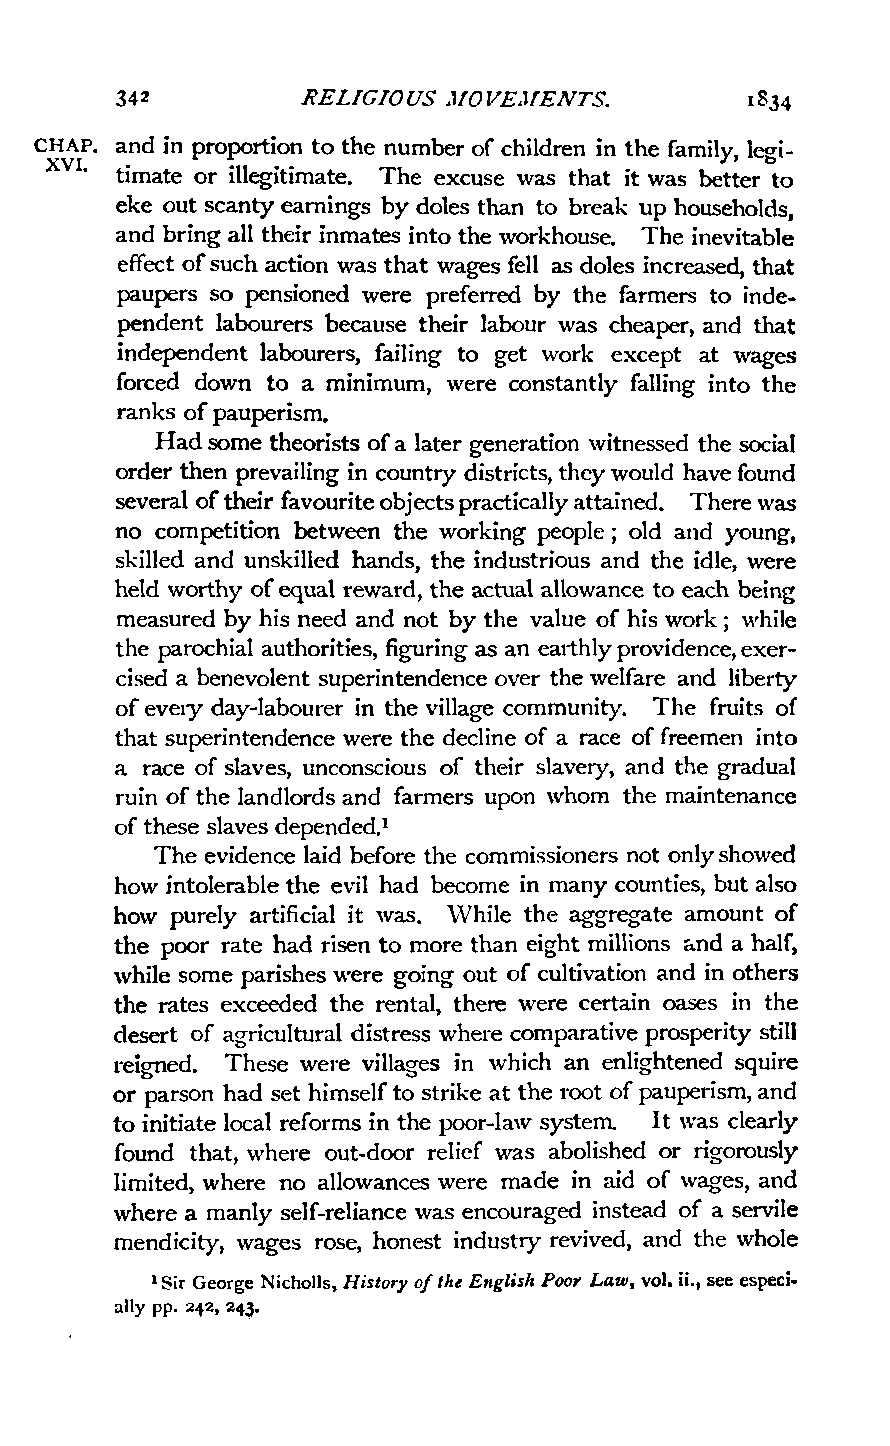 342 RELIGIOUS MOVEMENTS. 1834
CHAP. and in proportion to the number of children in the family, legi-
XVI. timate or illegitimate. The excuse was that it was better to
eke out scanty earnings by doles than to break up households,
and bring all their inmates into the workhouse. The inevitable
effect of such action was that wages fell as doles increased, that
paupers so pensioned were preferred by the farmers to inde-
pendent labourers because their labour was cheaper, and that
independent labourers, failing to get work except at wages
forced down to a minimum, were constantly falling into the
ranks of pauperism.
Had some theorists of a later generation witnessed the social
order then prevailing in country districts, they would have found
several of their favourite objects practically attained. There was
no competition between the working people; old and young,
skilled and unskilled hands, the industrious and the idle, were
held worthy of equal reward, the actual allowance to each being
measured by his need and not by the value of his work; while
the parochial authorities, figuring as an earthly providence, exer-
cised a benevolent superintendence over the welfare and liberty
of every day-labourer in the village community. The fruits of
that superintendence were the decline of a race of freemen into
a race of slaves, unconscious of their slavery, and the gradual
ruin of the landlords and farmers upon whom the maintenance
of these slaves depended.¹
The evidence laid before the commissioners not only showed
how intolerable the evil had become in many counties, but also
how purely artificial it was. While the aggregate amount of
the poor rate had risen to more than eight millions and a half,
while some parishes were going out of cultivation and in others
the rates exceeded the rental, there were certain oases in the
desert of agricultural distress where comparative prosperity still
reigned. These were villages in which an enlightened squire
or parson had set himself to strike at the root of pauperism, and
to initiate local reforms in the poor-law system. It was clearly
found that, where out-door relief was abolished or rigorously
limited, where no allowances were made in aid of wages, and
where a manly self-reliance was encouraged instead of a servile
mendicity, wages rose, honest industry revived, and the whole
¹ Sir George Nicholls, History of the English Poor Law, vol. ii., see especi-
ally pp. 242, 243.